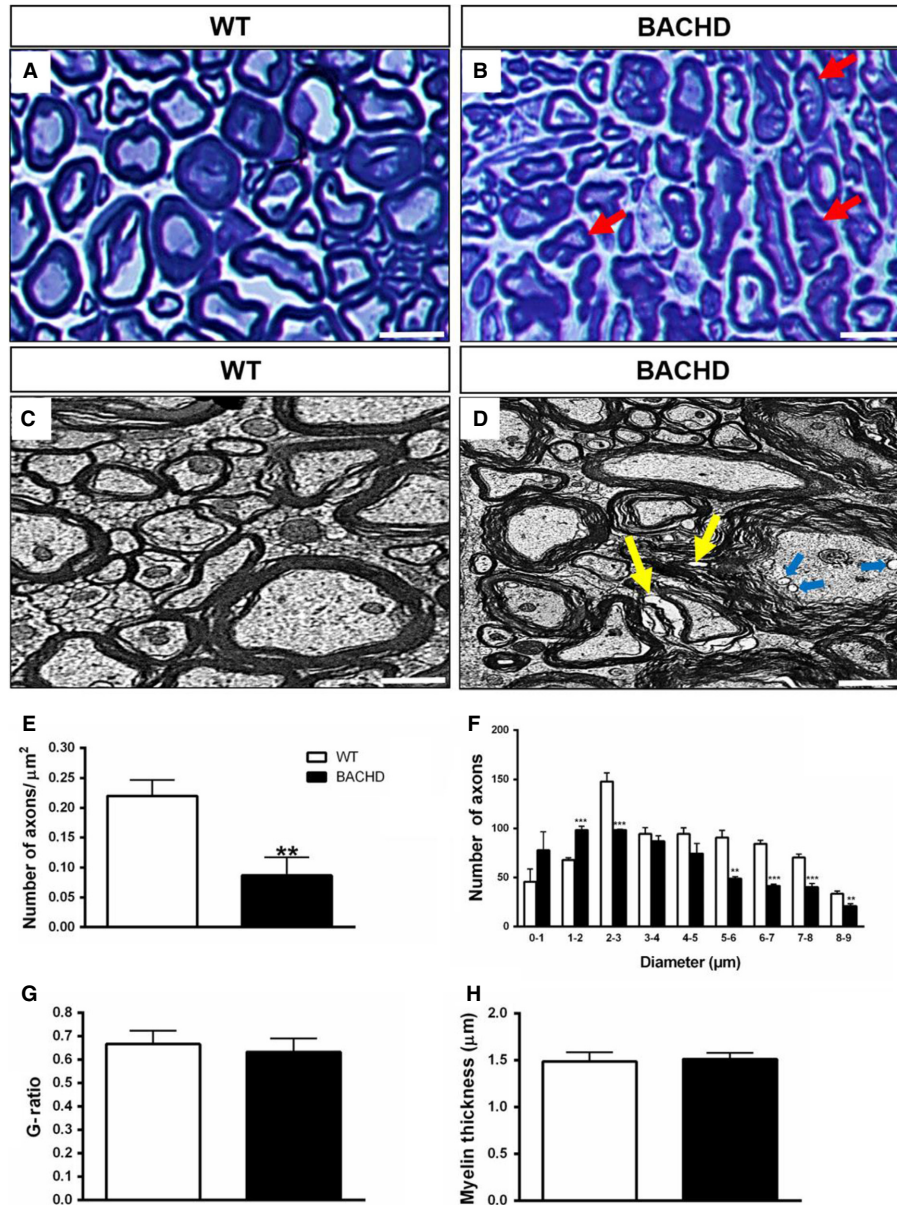 WT
BACHD
A
B
WT
BACHD
C
D
E
Number of axons/µm²
0.30
0.25
0.20
0.15
0.10
0.05
0.00
WT
BACHD
**
F
Number of axons
200
150
100
50
0
***
***
**
***
***
**
0-1 1-2 2-3 3-4 4-5 5-6 6-7 7-8 8-9
Diameter (µm)
G
G-ratio
0.8
0.7
0.6
0.5
0.4
0.3
0.2
0.1
0.0
H
Myelin thickness (µm)
2.0
1.5
1.0
0.5
0.0